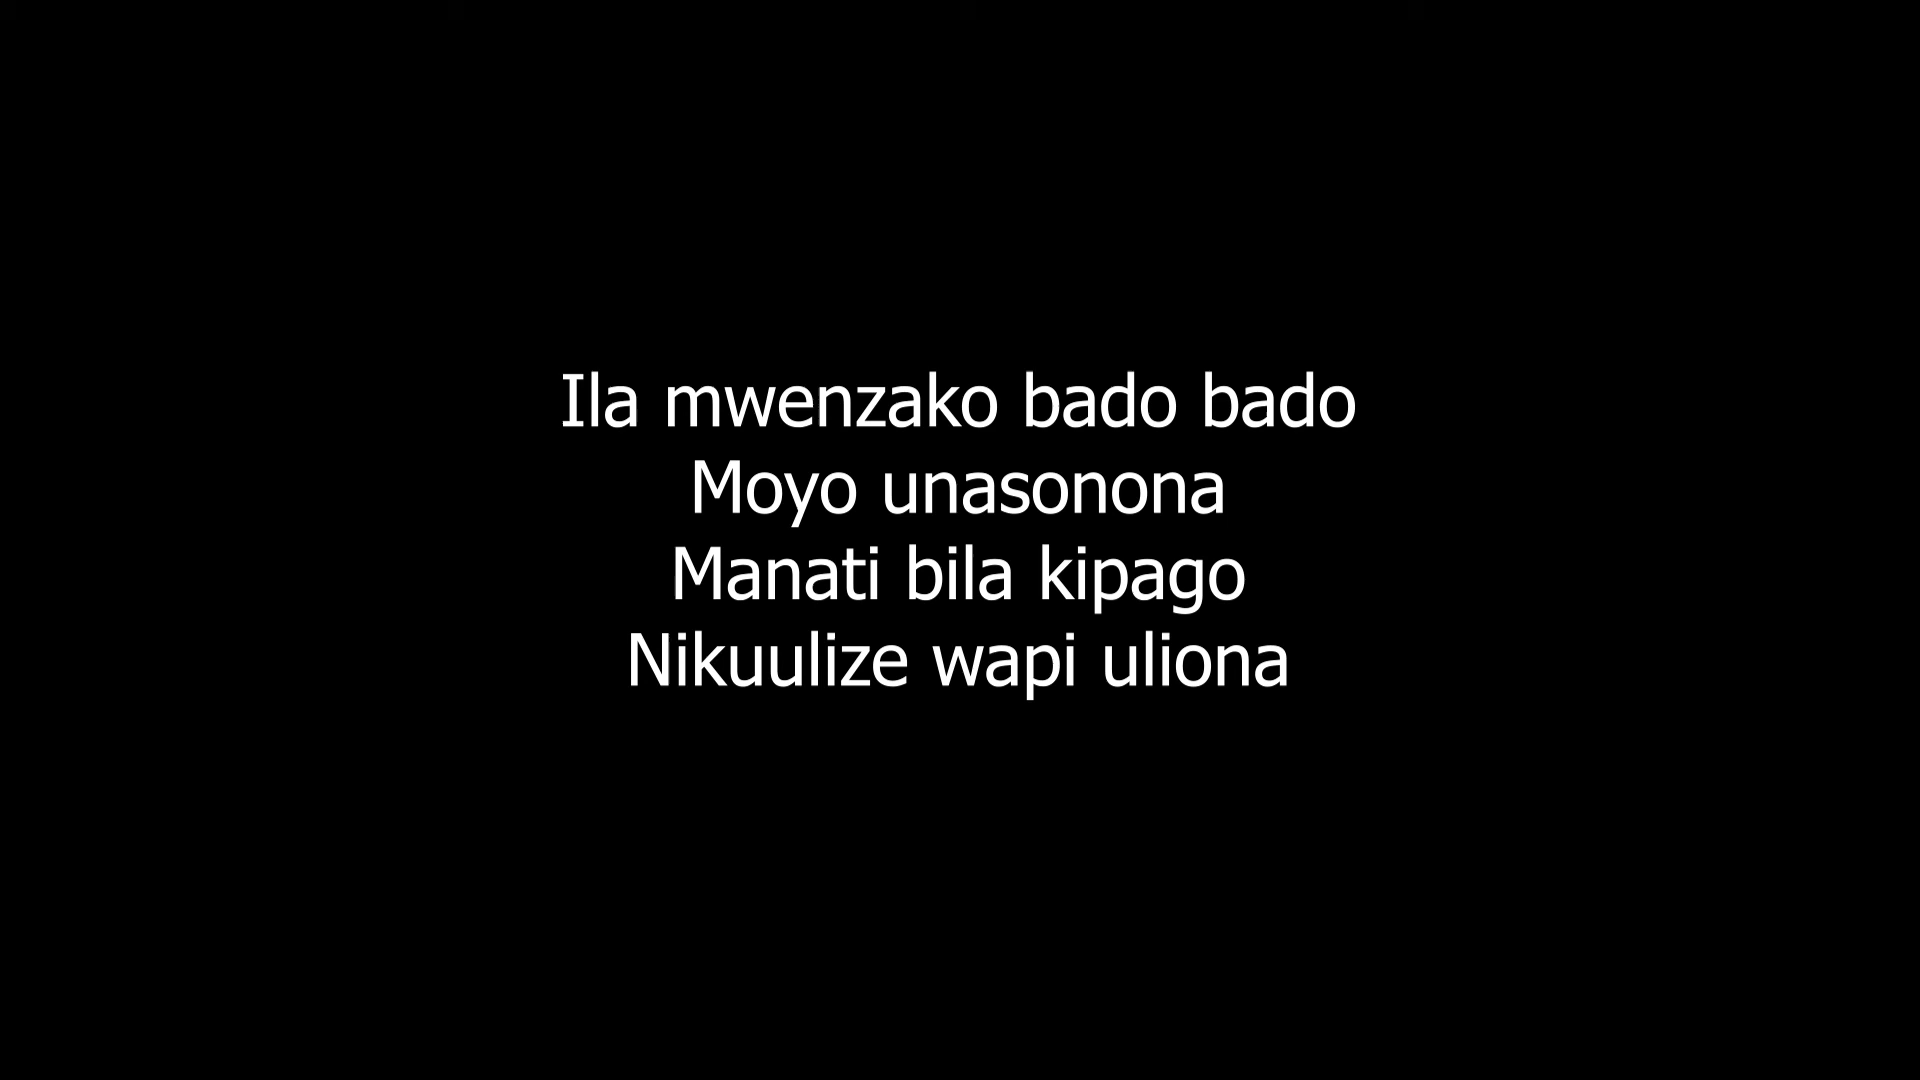 Ila mwenzako bado bado
Moyo unasonona
Manati bila kipago
Nikuulize wapi uliona